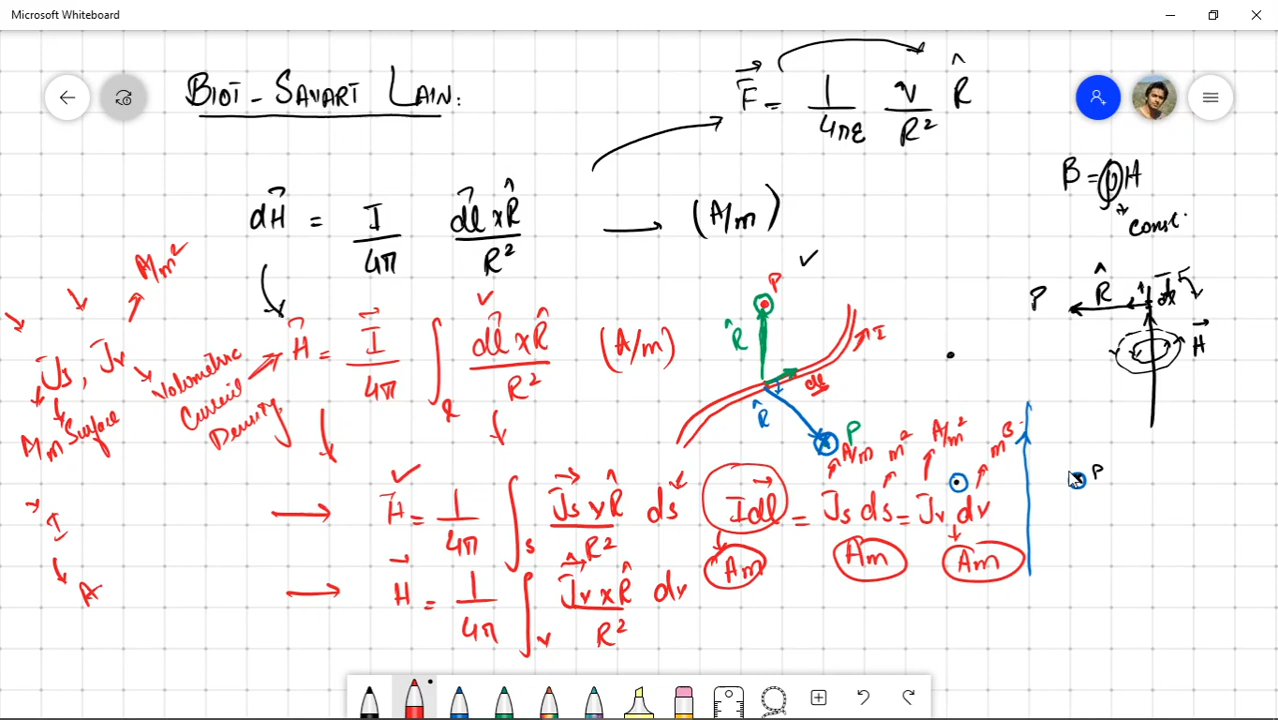 Microsoft Whiteboard
BIOT-SAVART LAW:
F⃗ = 1/4πε q/R² R̂
dH⃗ = I/4π dl⃗ x R̂/R² → (A/m)
B = μH
const.
Js, Jv → A/m²
A/m Surface
Volumetric
Current
Density
H⃗ = I⃗/4π ∫ℓ dl⃗ x R̂/R² (A/m)
P
R̂
dl
I
R̂
P
P R̂ I dl⃗
H⃗
H⃗ = 1/4π ∫s Js⃗ x R̂/R² ds
Idl⃗ = Js ds = Jv dv
A/m m² A/m² m³
Am Am Am
P
I
A
H⃗ = 1/4π ∫v Jv⃗ x R̂/R² dv